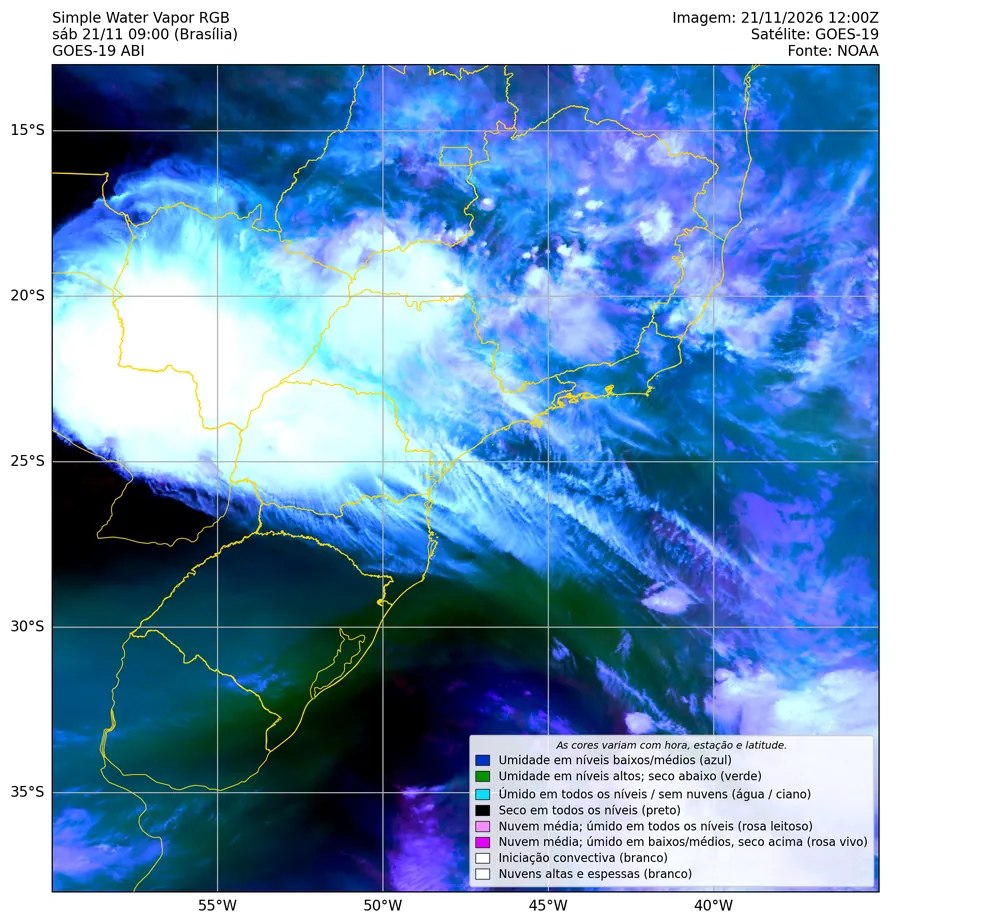 Simple Water Vapor RGB
sáb 21/11 09:00 (Brasília)
GOES-19 ABI
Imagem: 21/11/2026 12:00Z
Satélite: GOES-19
Fonte: NOAA
15°S
20°S
25°S
30°S
35°S
55°W
50°W
45°W
40°W
As cores variam com hora, estação e latitude.
Umidade em níveis baixos/médios (azul)
Umidade em níveis altos; seco abaixo (verde)
Úmido em todos os níveis / sem nuvens (água / ciano)
Seco em todos os níveis (preto)
Nuvem média; úmido em todos os níveis (rosa leitoso)
Nuvem média; úmido em baixos/médios, seco acima (rosa vivo)
Iniciação convectiva (branco)
Nuvens altas e espessas (branco)